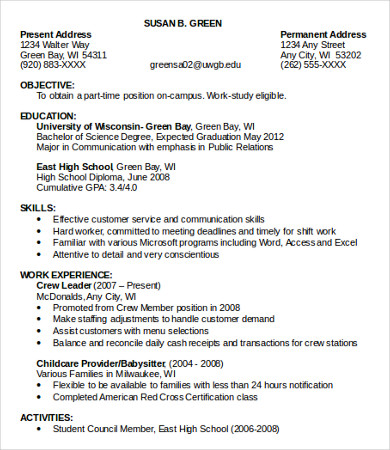 SUSAN B. GREEN
Present Address Permanent Address
1234 Walter Way 1234 Any Street
Green Bay, WI 54311 Any City, WI 53202
(920) 883-XXXX greensa02@uwgb.edu (262) 555-XXXX
OBJECTIVE:
To obtain a part-time position on-campus. Work-study eligible.
EDUCATION:
University of Wisconsin- Green Bay, Green Bay, WI
Bachelor of Science Degree, Expected Graduation May 2012
Major in Communication with emphasis in Public Relations
East High School, Green Bay, WI
High School Diploma, June 2008
Cumulative GPA: 3.4/4.0
SKILLS:
• Effective customer service and communication skills
• Hard worker, committed to meeting deadlines and timely for shift work
• Familiar with various Microsoft programs including Word, Access and Excel
• Attentive to detail and very conscientious
WORK EXPERIENCE:
Crew Leader (2007 – Present)
McDonalds, Any City, WI
• Promoted from Crew Member position in 2008
• Make staffing adjustments to handle customer demand
• Assist customers with menu selections
• Balance and reconcile daily cash receipts and transactions for crew stations
Childcare Provider/Babysitter, (2004 - 2008)
Various Families in Milwaukee, WI
• Flexible to be available to families with less than 24 hours notification
• Completed American Red Cross Certification class
ACTIVITIES:
• Student Council Member, East High School (2006-2008)